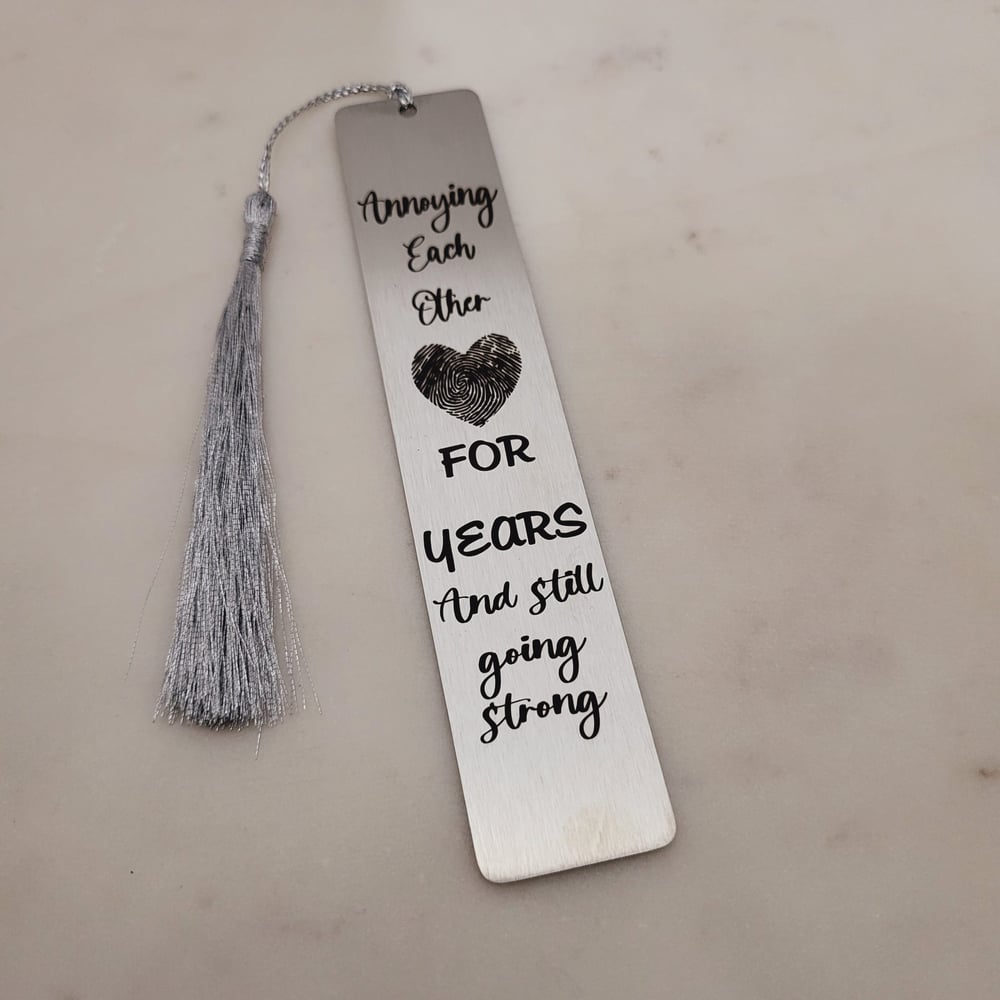 Annoying
Each
Other
FOR
YEARS
And still
going
strong